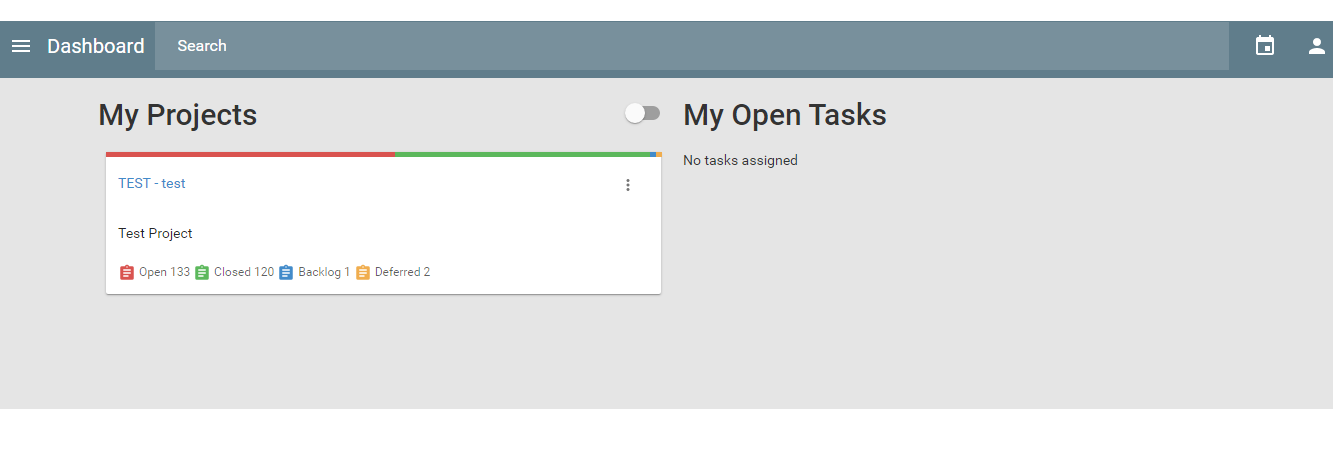 Dashboard
Search
My Projects
My Open Tasks
No tasks assigned
TEST - test
Test Project
Open 133 Closed 120 Backlog 1 Deferred 2